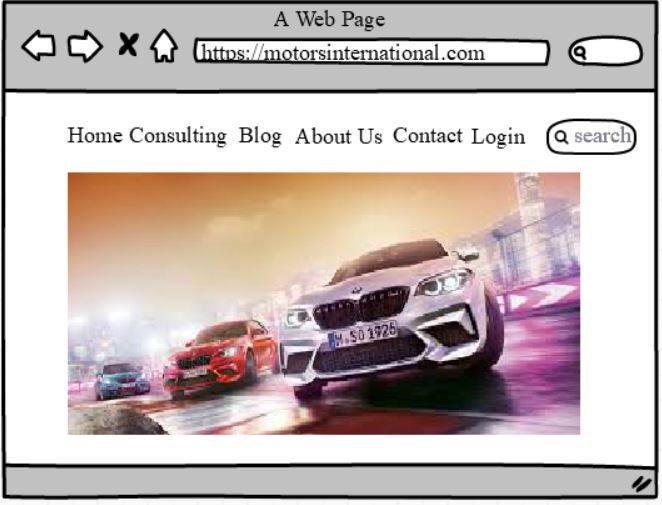 A Web Page
https://motorsinternational.com
Home Consulting Blog About Us Contact Login search
M·SO 1926